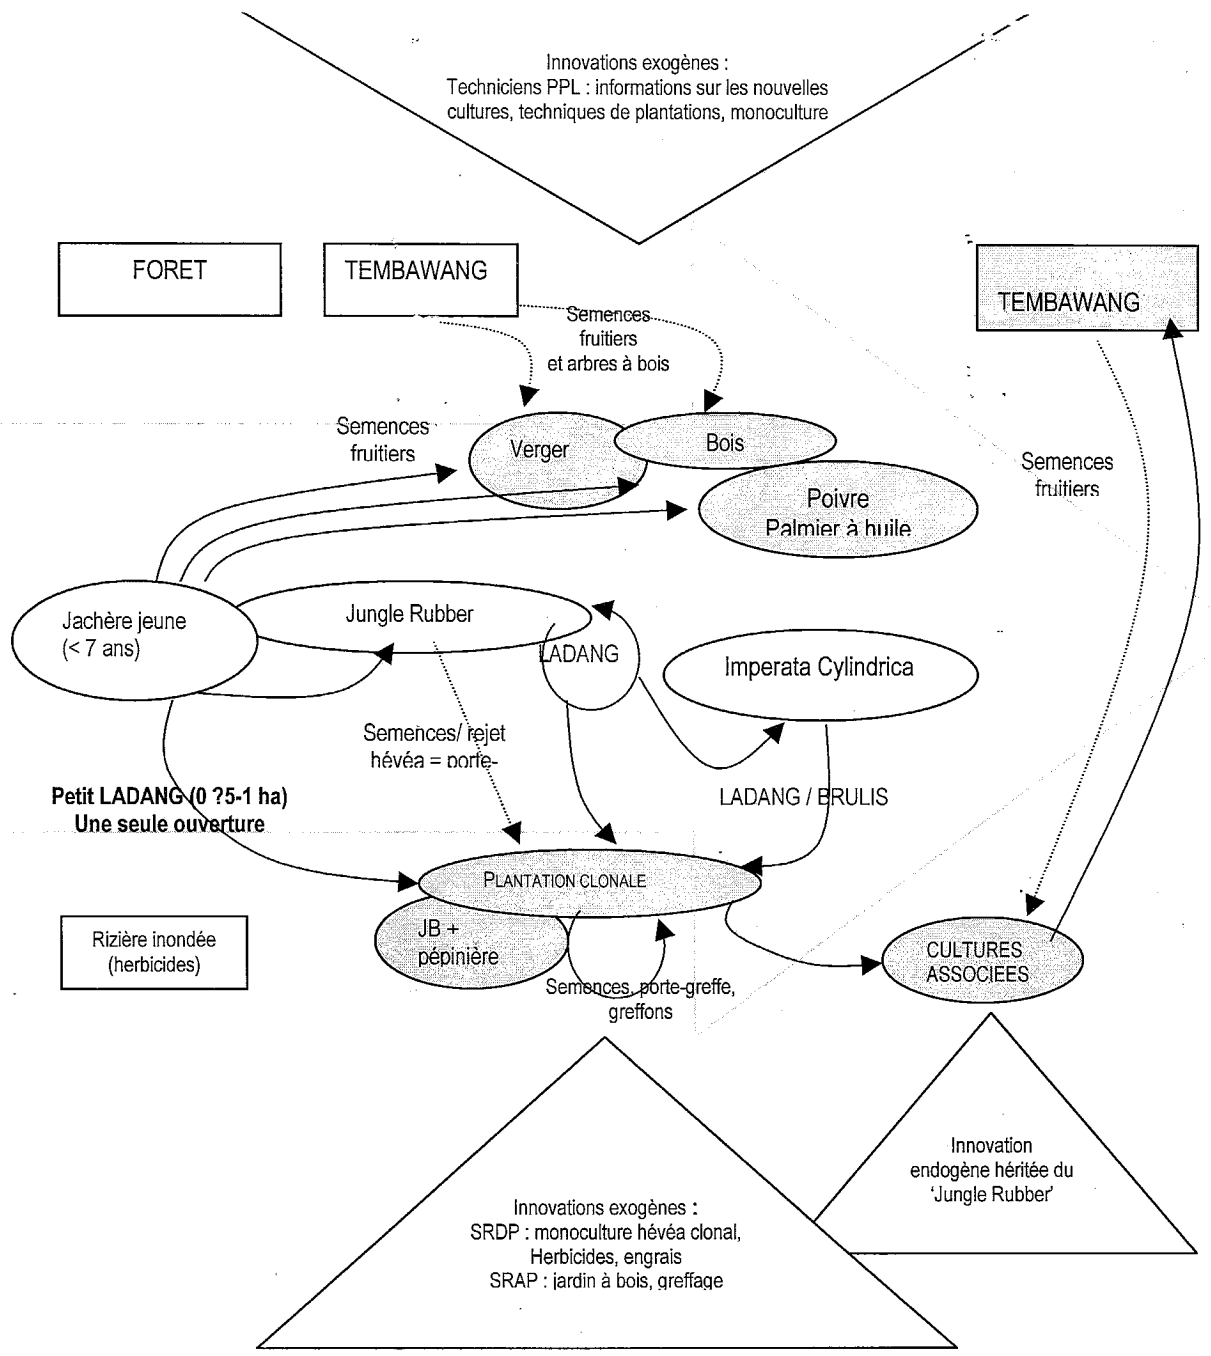 Innovations exogènes :
Techniciens PPL : informations sur les nouvelles
cultures, techniques de plantations, monoculture
FORET
TEMBAWANG
TEMBAWANG
Semences
fruitiers
et arbres à bois
Semences
fruitiers
Verger
Bois
Semences
fruitiers
Poivre
Palmier à huile
Jachère jeune
(< 7 ans)
Jungle Rubber
LADANG
Imperata Cylindrica
Semences/ rejet
hévéa = porte-
Petit LADANG (0 ?5-1 ha)
Une seule ouverture
LADANG / BRULIS
PLANTATION CLONALE
JB +
pépinière
Rizière inondée
(herbicides)
CULTURES
ASSOCIEES
Semences, porte-greffe,
greffons
Innovation
endogène héritée du
'Jungle Rubber'
Innovations exogènes :
SRDP : monoculture hévéa clonal,
Herbicides, engrais
SRAP : jardin à bois, greffage